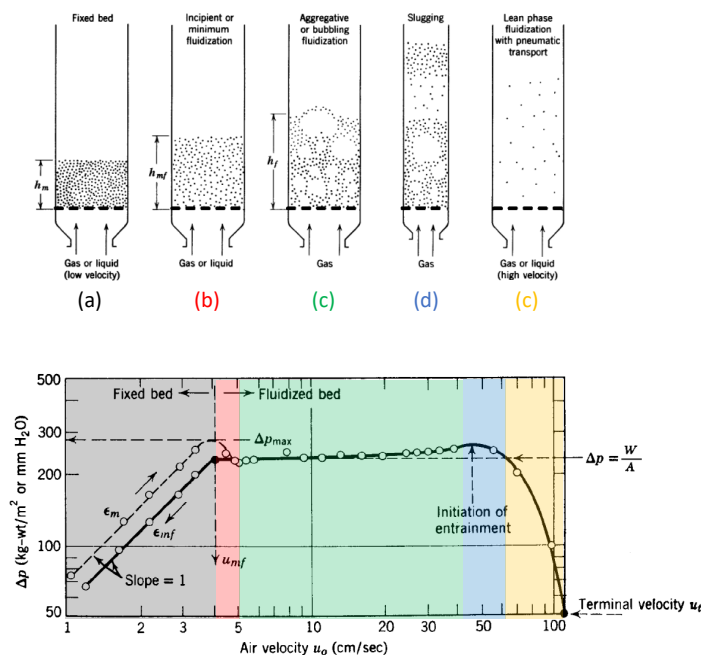 Fixed bed
Incipient or
minimum
fluidization
Aggregative
or bubbling
fluidization
Slugging
Lean phase
fluidization
with pneumatic
transport
h_m
h_mf
h_f
Gas or liquid
(low velocity)
Gas or liquid
Gas
Gas
Gas or liquid
(high velocity)
(a)
(b)
(c)
(d)
(c)
500
300
200
100
50
Δp (kg-wt/m² or mm H₂O)
Fixed bed
Fluidized bed
Δp_max
Δp = W/A
ϵ_m
ϵ_mf
Initiation of
entrainment
u_mf
Slope = 1
Terminal velocity u_t
1 2 5 10 20 50 100
Air velocity u_o (cm/sec)